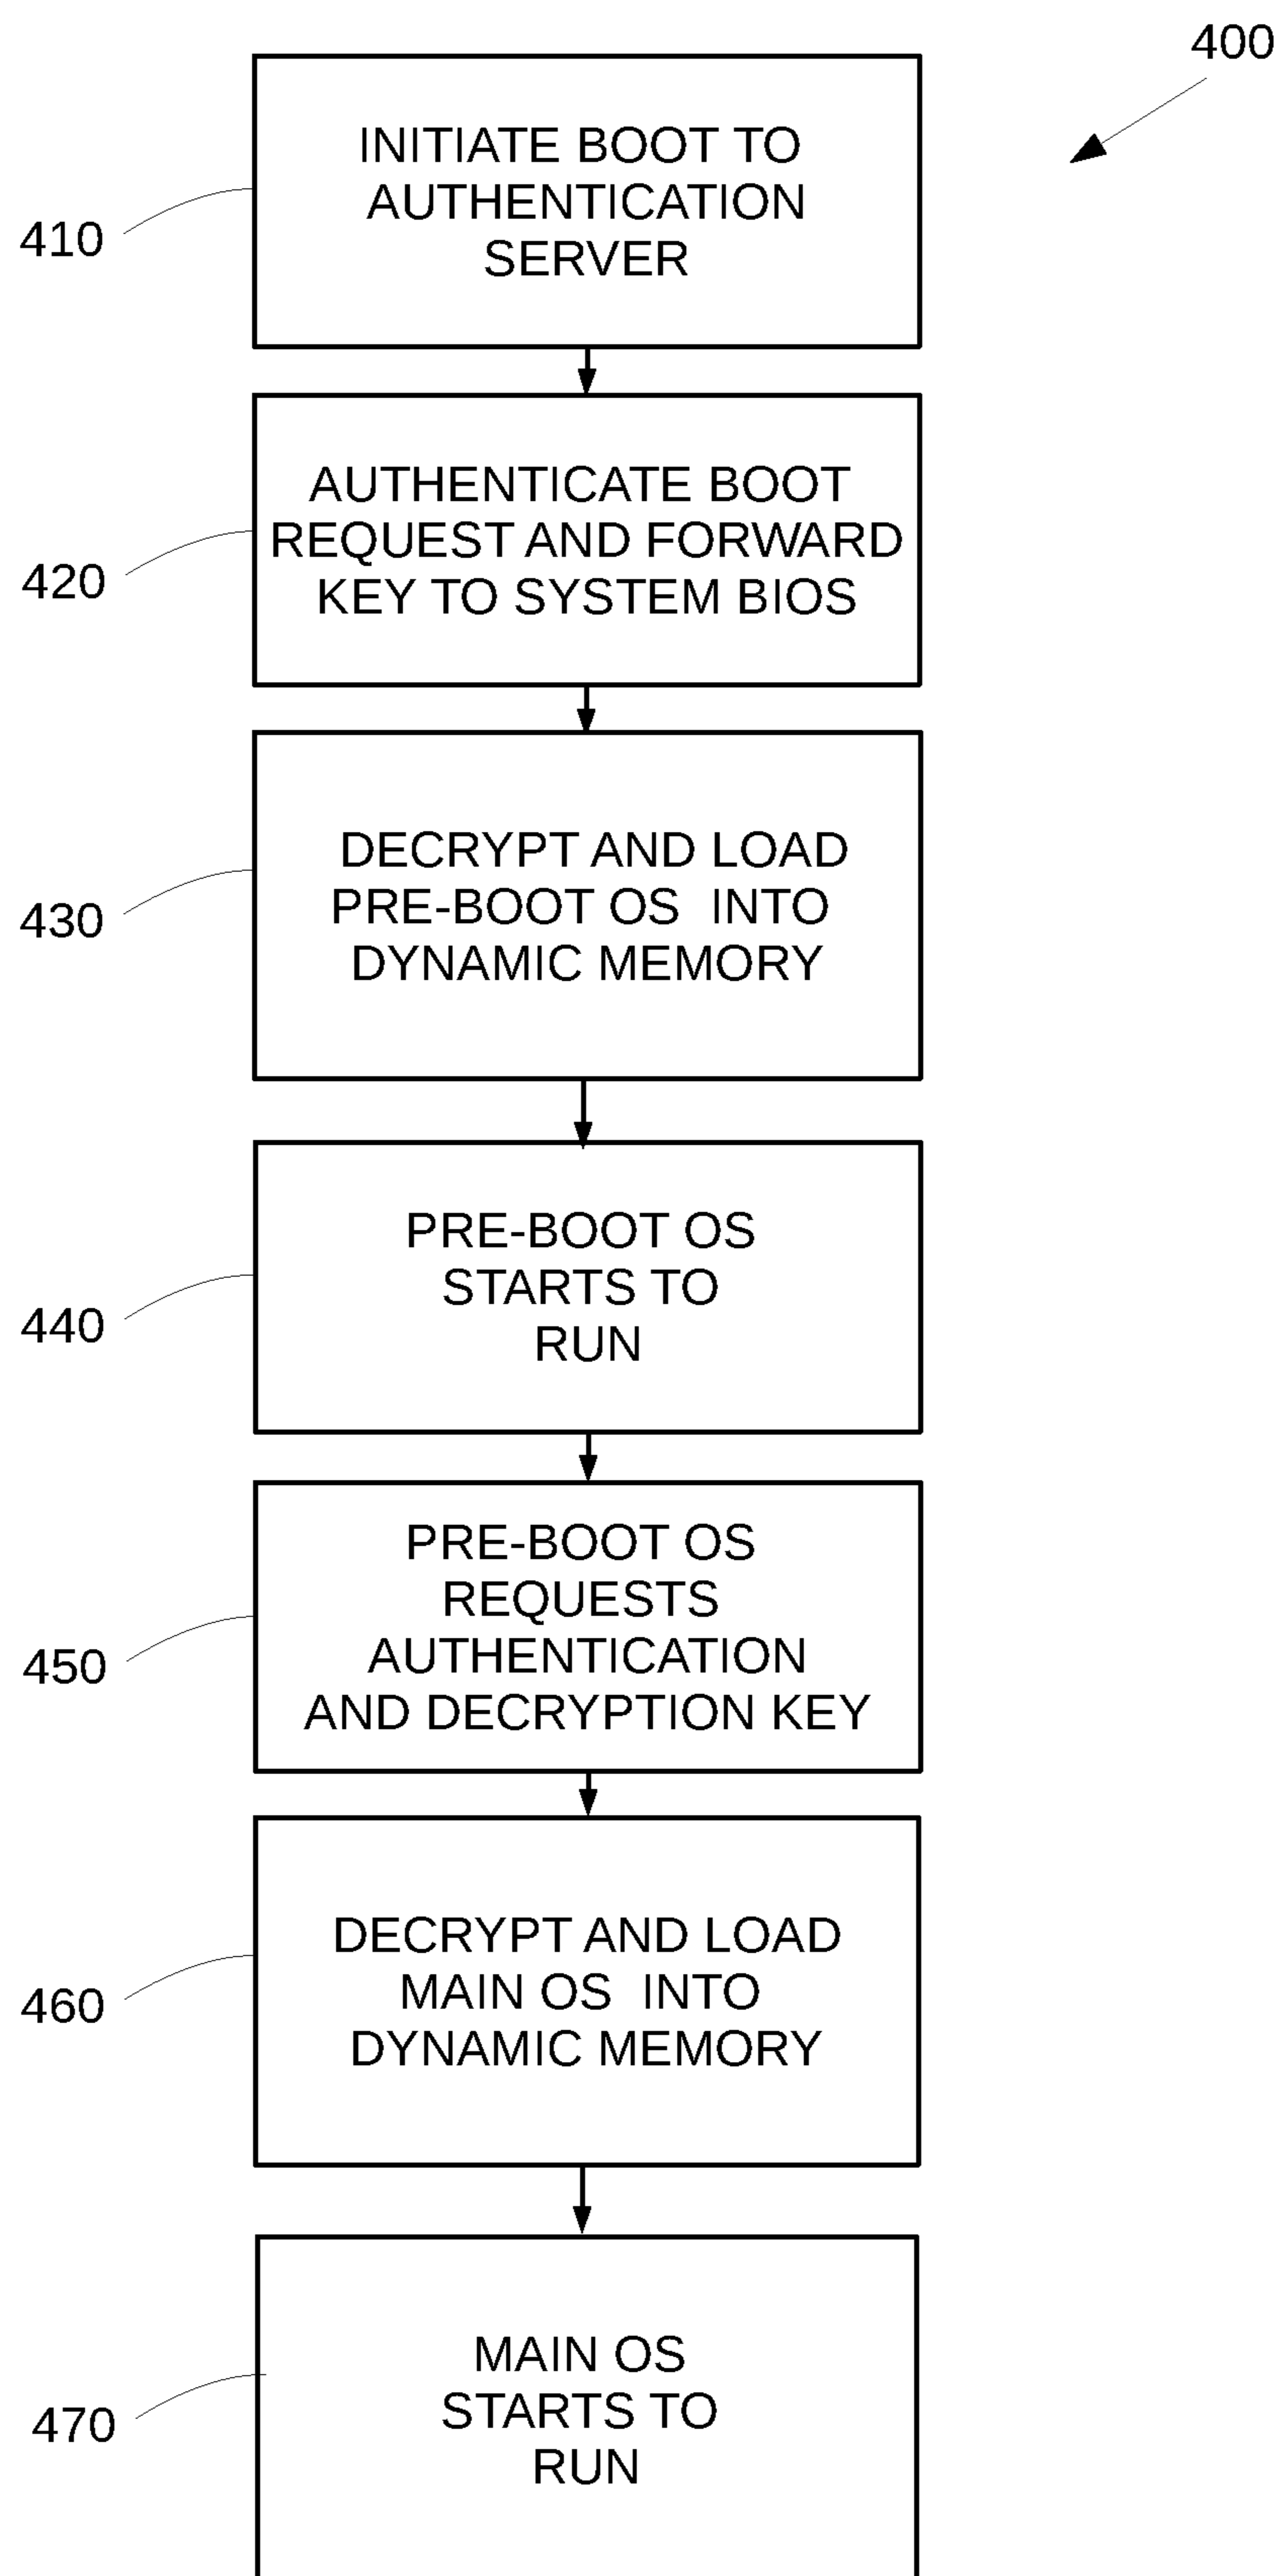 400
INITIATE BOOT TO
AUTHENTICATION
SERVER
410
AUTHENTICATE BOOT
REQUEST AND FORWARD
KEY TO SYSTEM BIOS
420
DECRYPT AND LOAD
PRE-BOOT OS  INTO
DYNAMIC MEMORY
430
PRE-BOOT OS
STARTS TO
RUN
440
PRE-BOOT OS
REQUESTS
AUTHENTICATION
AND DECRYPTION KEY
450
DECRYPT AND LOAD
MAIN OS  INTO
DYNAMIC MEMORY
460
MAIN OS
STARTS TO
RUN
470